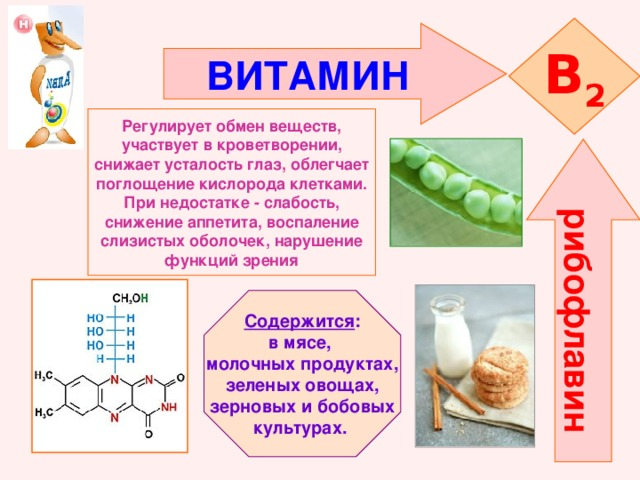 Н
NSKA
ВИТАМИН
В2
Регулирует обмен веществ,
участвует в кроветворении,
снижает усталость глаз, облегчает
поглощение кислорода клетками.
При недостатке - слабость,
снижение аппетита, воспаление
слизистых оболочек, нарушение
функций зрения
рибофлавин
CH₂OH
HO H
HO H
HO H
H H
H₃C N N O
H₃C N NH
O
Содержится:
в мясе,
молочных продуктах,
зеленых овощах,
зерновых и бобовых
культурах.